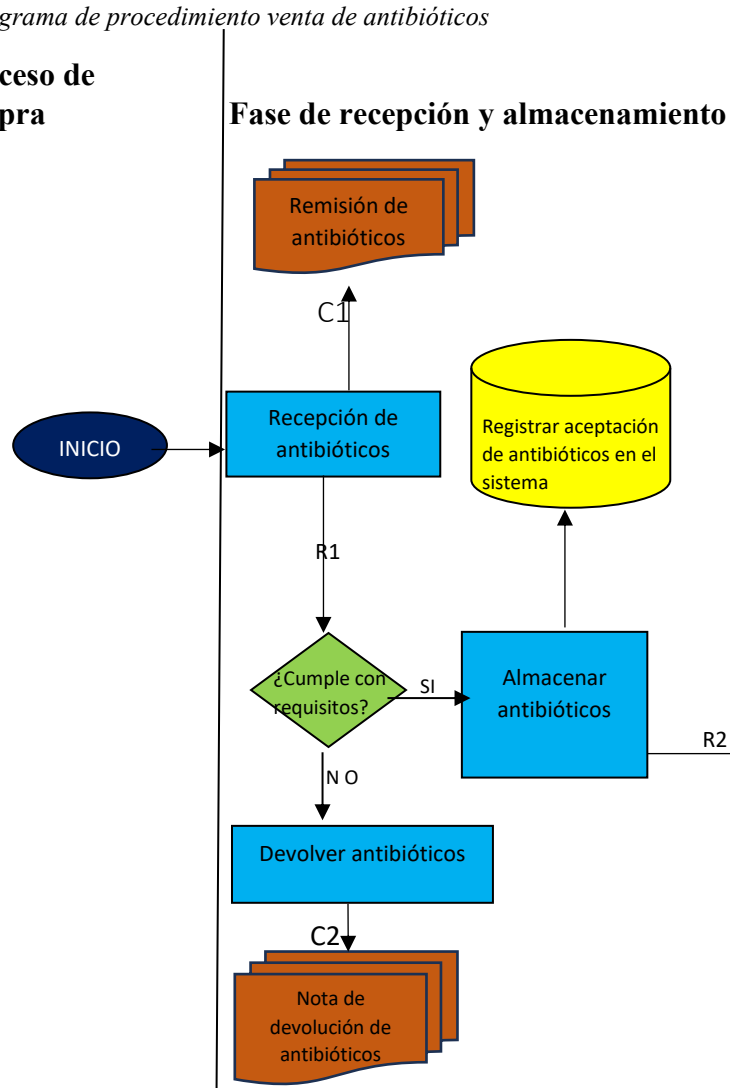 grama de procedimiento venta de antibióticos
ceso de
pra
Fase de recepción y almacenamiento
Remisión de
antibióticos
C1
Recepción de
antibióticos
INICIO
Registrar aceptación
de antibióticos en el
sistema
R1
¿Cumple con
requisitos?
SI
Almacenar
antibióticos
R2
N O
Devolver antibióticos
C2
Nota de
devolución de
antibióticos